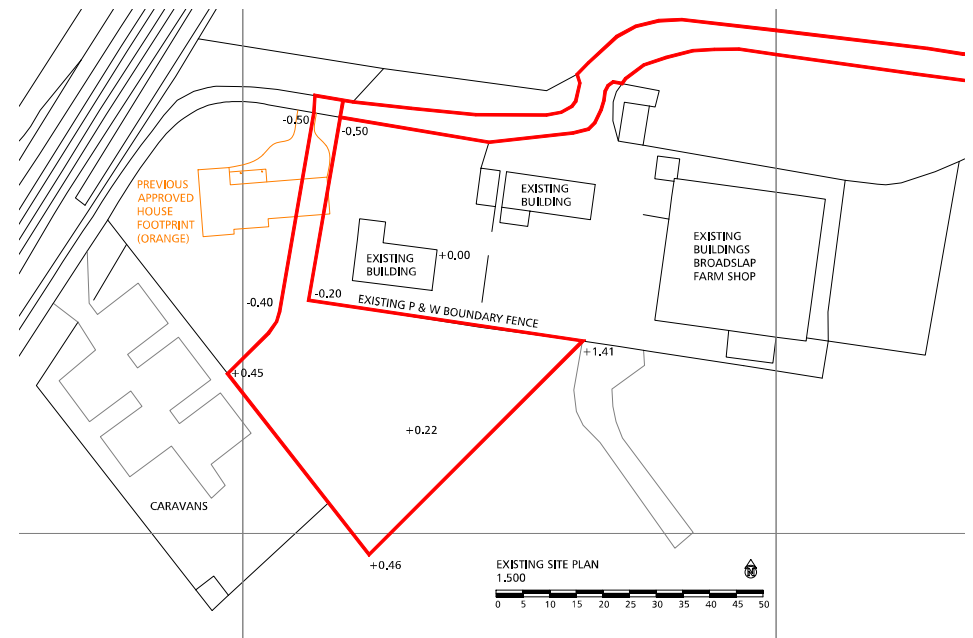 -0.50
-0.50
PREVIOUS
APPROVED
HOUSE
FOOTPRINT
(ORANGE)
EXISTING
BUILDING
EXISTING
BUILDINGS
BROADSLAP
FARM SHOP
EXISTING
BUILDING
+0.00
-0.40
-0.20
EXISTING P & W BOUNDARY FENCE
+1.41
+0.45
+0.22
CARAVANS
+0.46
EXISTING SITE PLAN
1.500
N
0 5 10 15 20 25 30 35 40 45 50